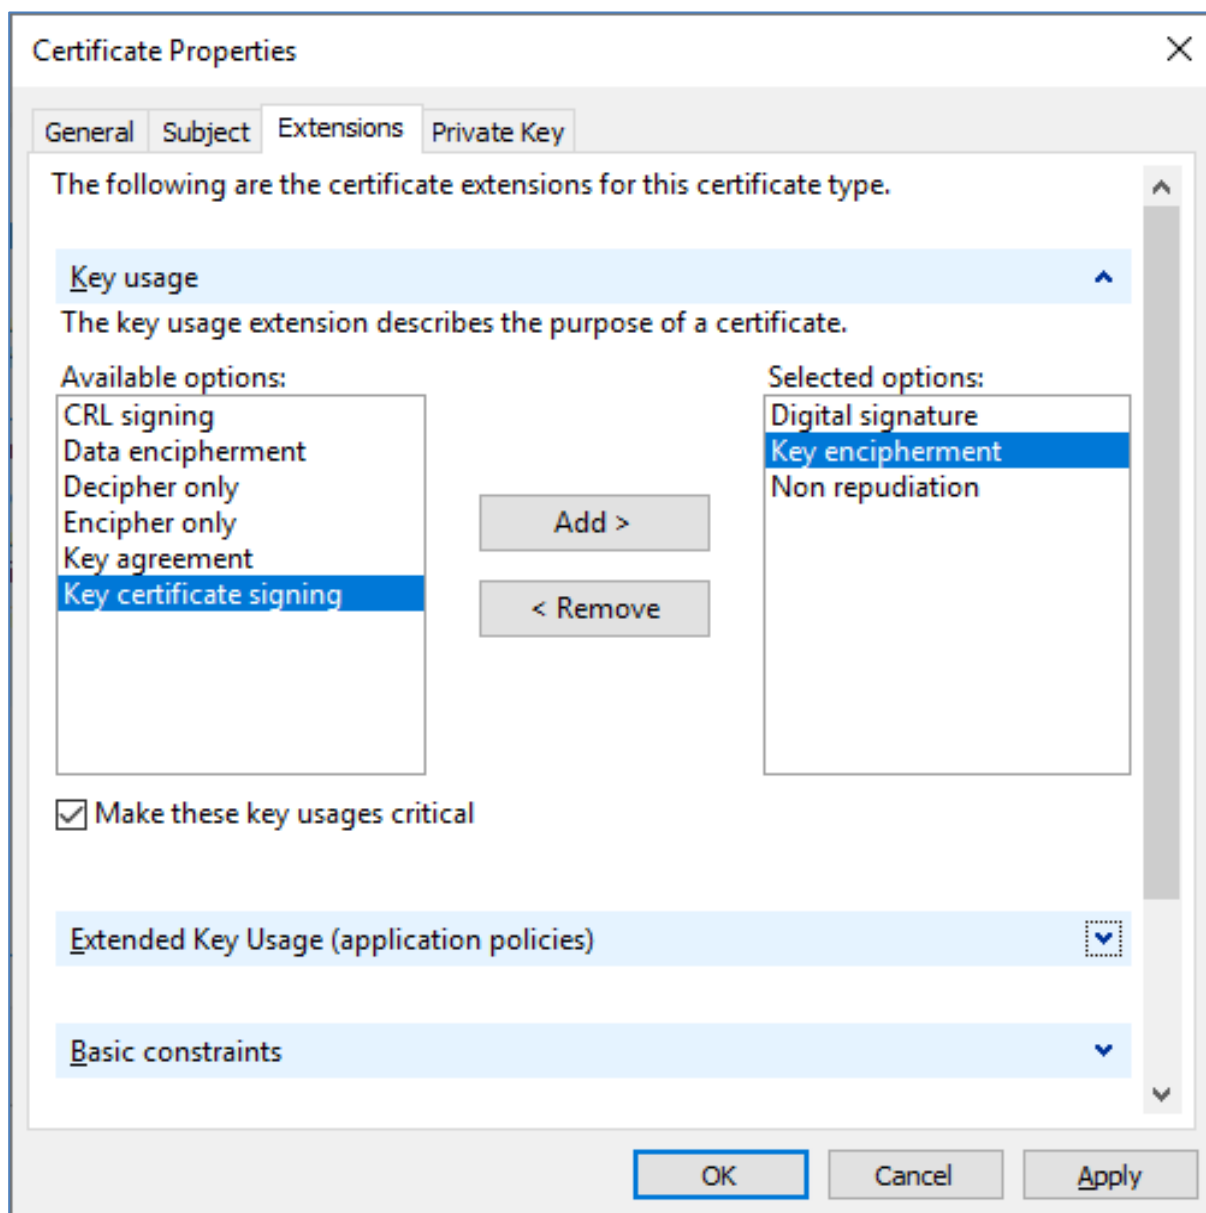 Certificate Properties
General Subject Extensions Private Key
The following are the certificate extensions for this certificate type.
Key usage
The key usage extension describes the purpose of a certificate.
Available options:
CRL signing
Data encipherment
Decipher only
Encipher only
Key agreement
Key certificate signing
Add >
< Remove
Selected options:
Digital signature
Key encipherment
Non repudiation
Make these key usages critical
Extended Key Usage (application policies)
Basic constraints
OK Cancel Apply